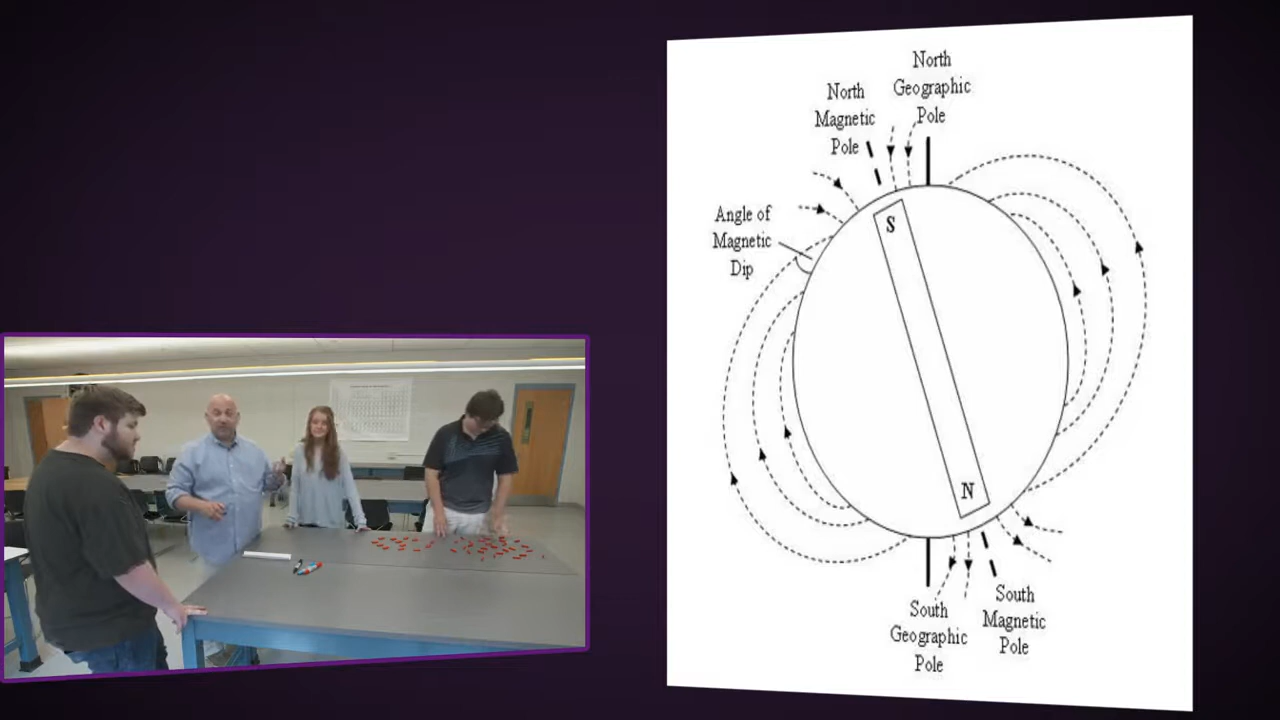 North
Geographic
Pole
North
Magnetic
Pole
Angle of
Magnetic
Dip
S
N
South
Geographic
Pole
South
Magnetic
Pole